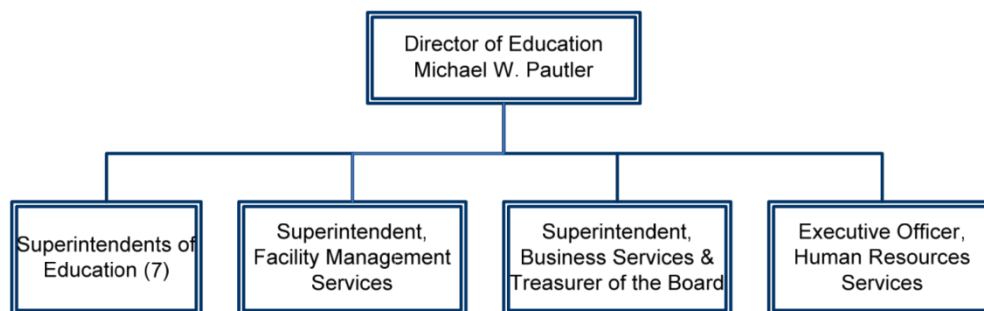 Director of Education
Michael W. Pautler
Superintendents of
Education (7)
Superintendent,
Facility Management
Services
Superintendent,
Business Services &
Treasurer of the Board
Executive Officer,
Human Resources
Services